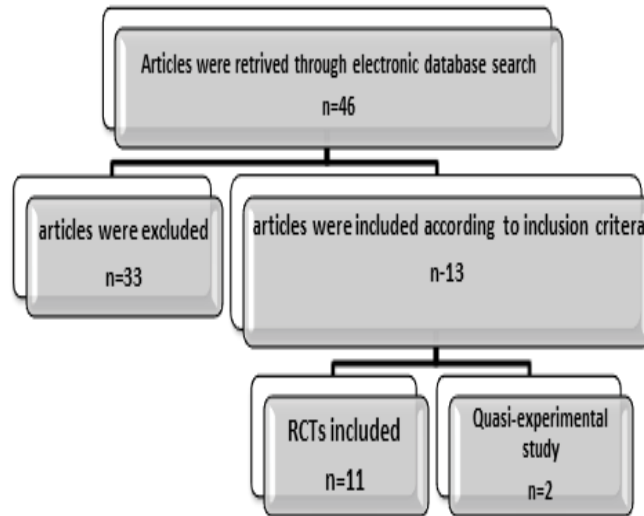 Articles were retrived through electronic database search
n=46
articles were excluded
n=33
articles were included according to inclusion critera
n-13
RCTs included
n=11
Quasi-experimental
study
n=2